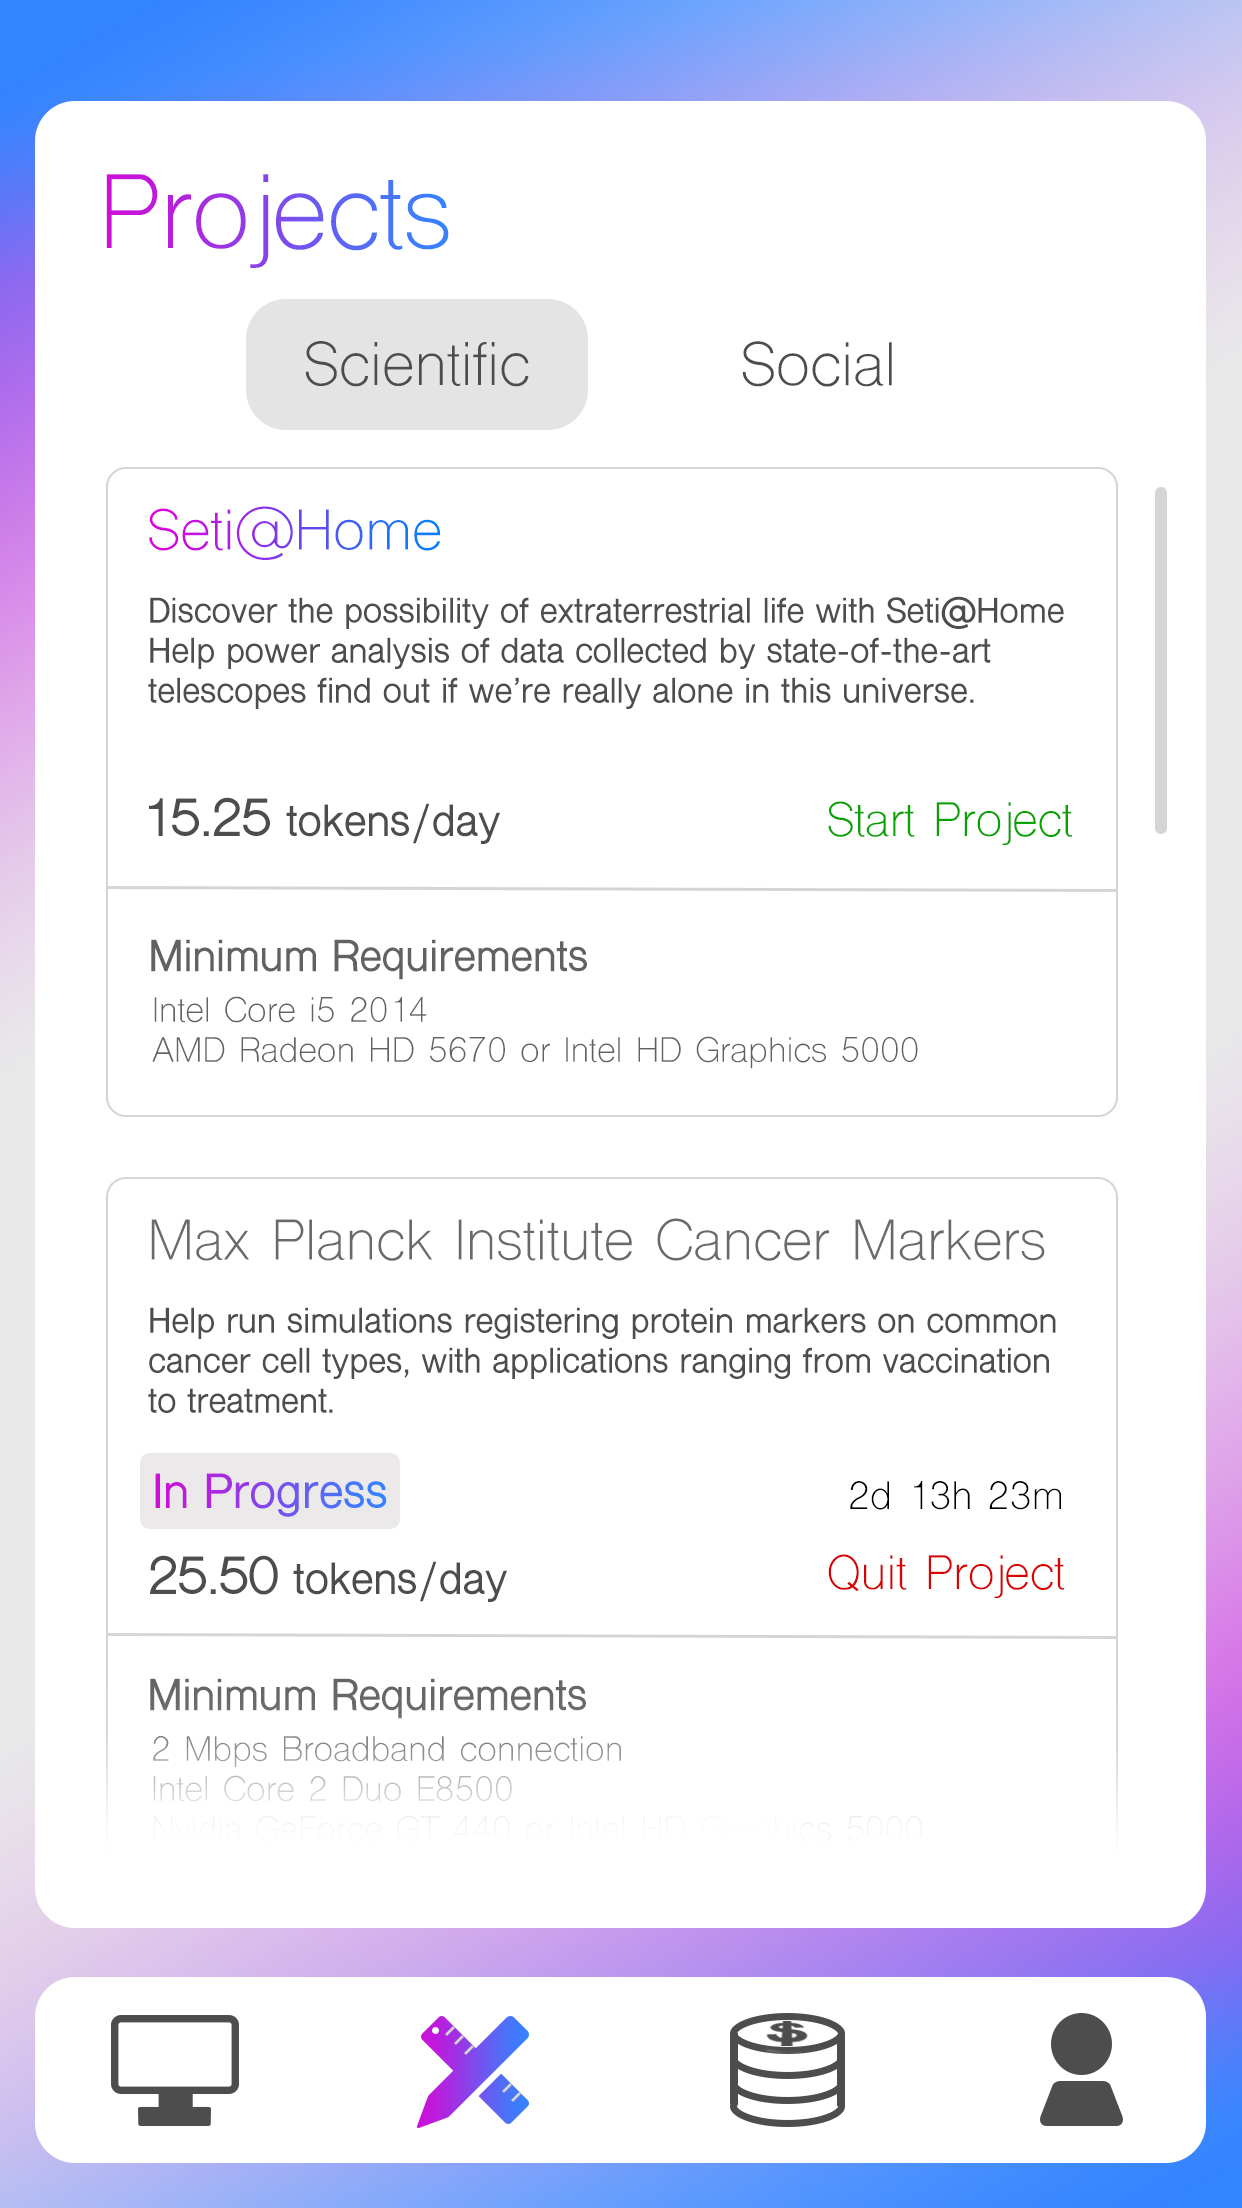 Projects
Scientific
Social
Seti@Home
Discover the possibility of extraterrestrial life with Seti@Home
Help power analysis of data collected by state-of-the-art
telescopes find out if we’re really alone in this universe.
15.25 tokens/day
Start Project
Minimum Requirements
Intel Core i5 2014
AMD Radeon HD 5670 or Intel HD Graphics 5000
Max Planck Institute Cancer Markers
Help run simulations registering protein markers on common
cancer cell types, with applications ranging from vaccination
to treatment.
In Progress
2d 13h 23m
25.50 tokens/day
Quit Project
Minimum Requirements
2 Mbps Broadband connection
Intel Core 2 Duo E8500
Nvidia GeForce GT 440 or Intel HD Graphics 5000
$